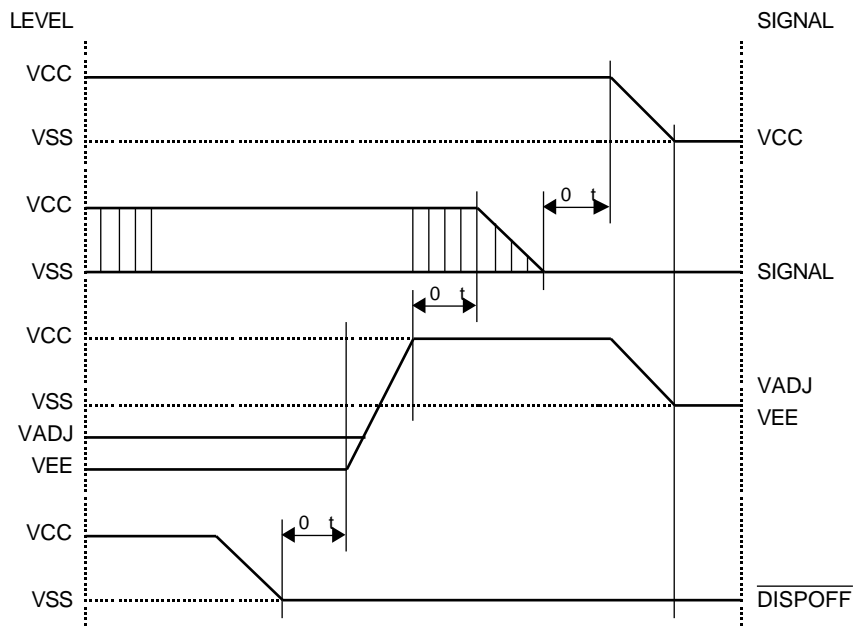 LEVEL SIGNAL
VCC
VSS VCC
VCC 0 t
VSS SIGNAL
0 t
VCC
VSS VADJ
VADJ VEE
VEE
VCC 0 t
VSS DISPOFF